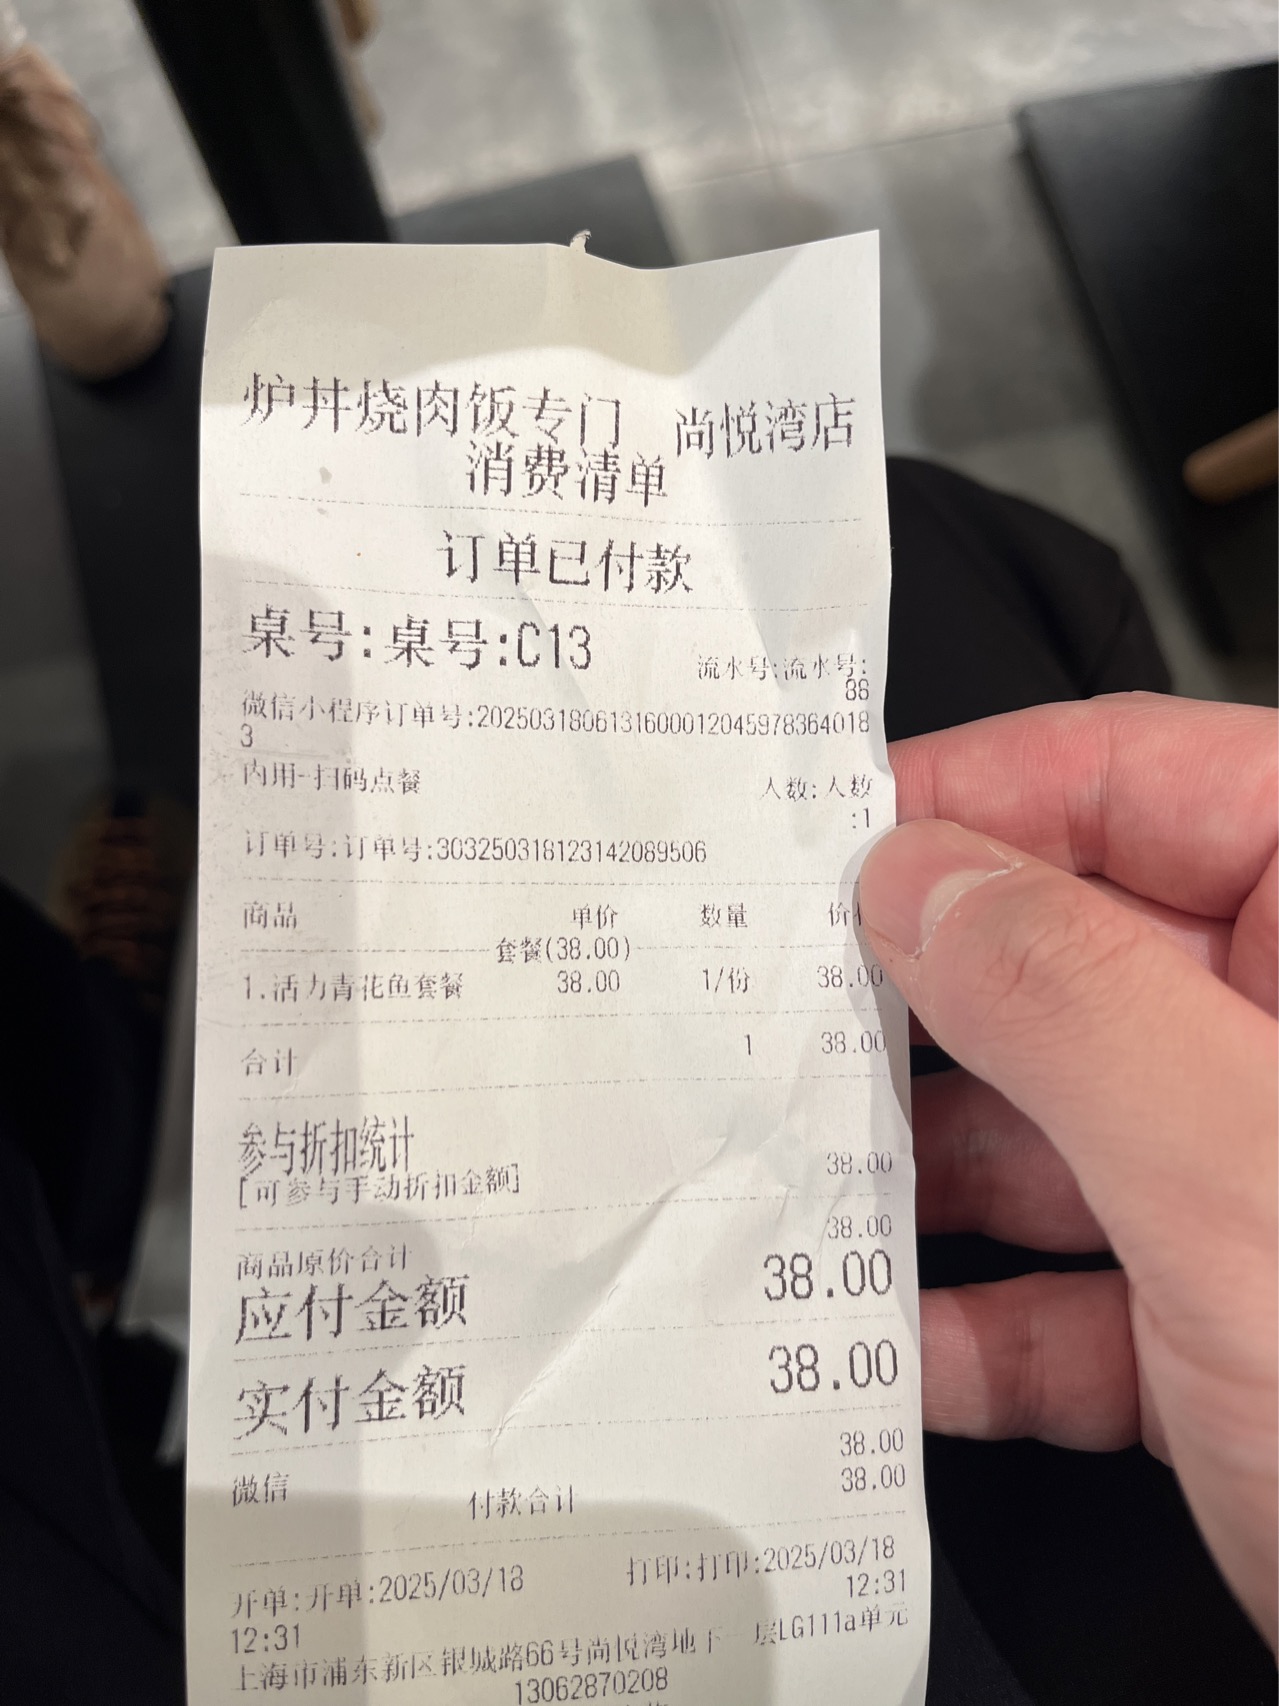 炉丼烧肉饭专门 尚悦湾店
消费清单
订单已付款
桌号:桌号:C13
流水号:流水号:
38
微信小程序订单号:2025031806131600012045978364018
3
内用-扫码点餐 人数:人数
:1
订单号:订单号:303250318123142089506
商品 单价 数量
套餐(38.00)
1.活力青花鱼套餐 38.00 1/份 38.00
合计 1 38.00
参与折扣统计
[可参与手动折扣金额] 38.00
商品原价合计 38.00
应付金额 38.00
实付金额 38.00
微信 38.00
付款合计 38.00
开单:开单:2025/03/18 打印:打印:2025/03/18
12:31 12:31
上海市浦东新区银城路66号尚悦湾地下一层LG111a单元
13062870208